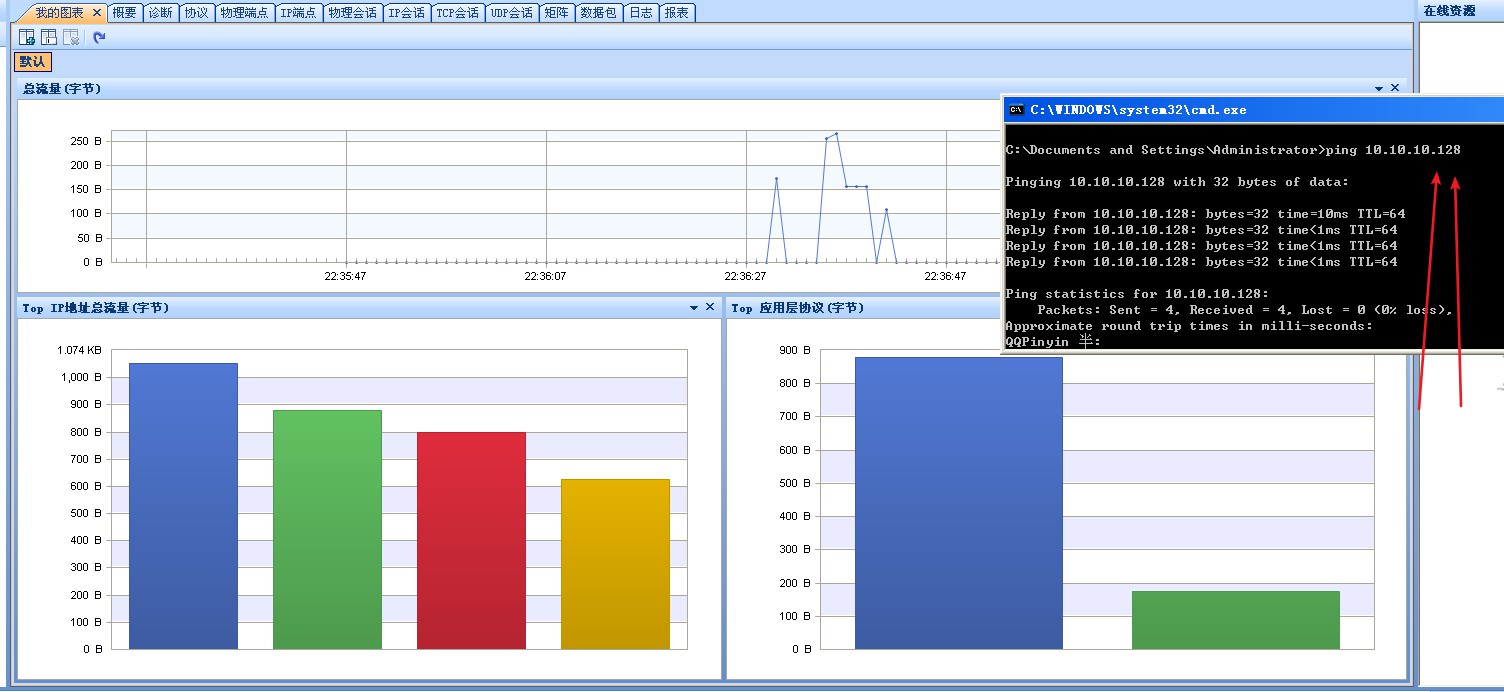 我的图表 × 概要 诊断 协议 物理端点 IP端点 物理会话 IP会话 TCP会话 UDP会话 矩阵 数据包 日志 报表
在线资源
默认
总流量(字节)
250 B
200 B
150 B
100 B
50 B
0 B
22:35:47 22:36:07 22:36:27 22:36:47
C:\WINDOWS\system32\cmd.exe
C:\Documents and Settings\Administrator>ping 10.10.10.128
Pinging 10.10.10.128 with 32 bytes of data:
Reply from 10.10.10.128: bytes=32 time=10ms TTL=64
Reply from 10.10.10.128: bytes=32 time<1ms TTL=64
Reply from 10.10.10.128: bytes=32 time<1ms TTL=64
Reply from 10.10.10.128: bytes=32 time<1ms TTL=64
Ping statistics for 10.10.10.128:
Packets: Sent = 4, Received = 4, Lost = 0 (0% loss),
Approximate round trip times in milli-seconds:
QQPinyin 半:
Top IP地址总流量(字节)
1.074 KB
1,000 B
900 B
800 B
700 B
600 B
500 B
400 B
300 B
200 B
100 B
0 B
Top 应用层协议(字节)
900 B
800 B
700 B
600 B
500 B
400 B
300 B
200 B
100 B
0 B